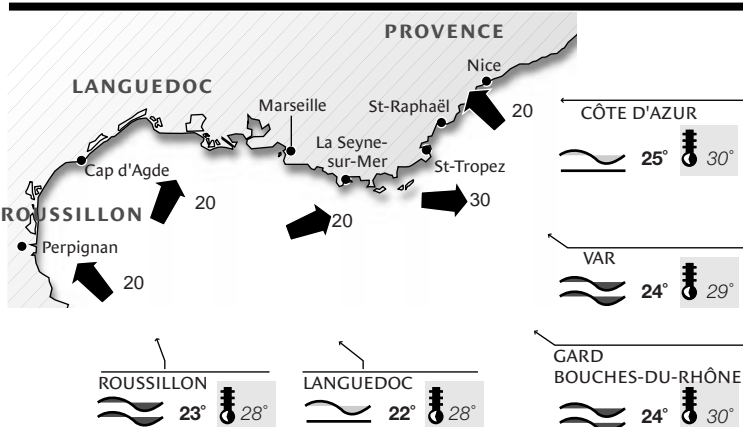 PROVENCE
Nice
LANGUEDOC
Marseille
St-Raphaël
20
CÔTE D'AZUR
La Seyne-
sur-Mer
25° 30°
Cap d'Agde
St-Tropez
20
30
ROUSSILLON
20
Perpignan
VAR
20
24° 29°
GARD
BOUCHES-DU-RHÔNE
ROUSSILLON
LANGUEDOC
23° 28°
22° 28°
24° 30°